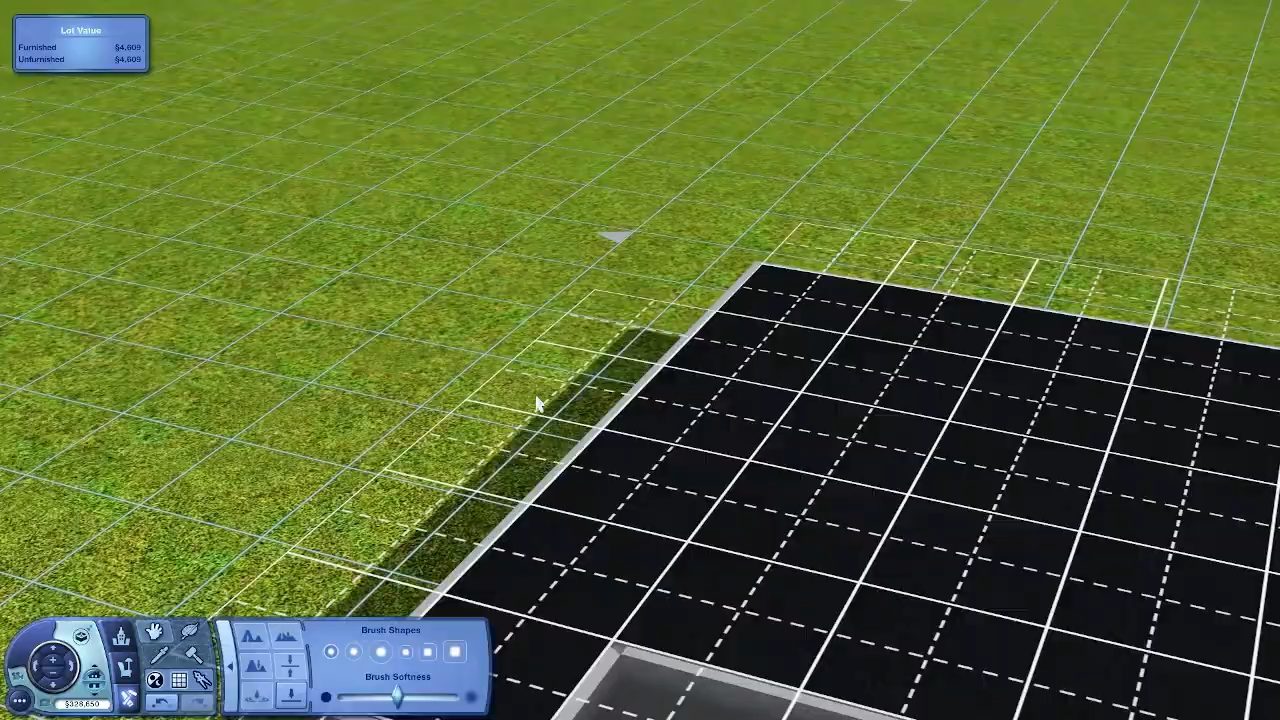 Lot Value
Furnished §4,609
Unfurnished §4,609
Brush Shapes
Brush Softness
§328,650